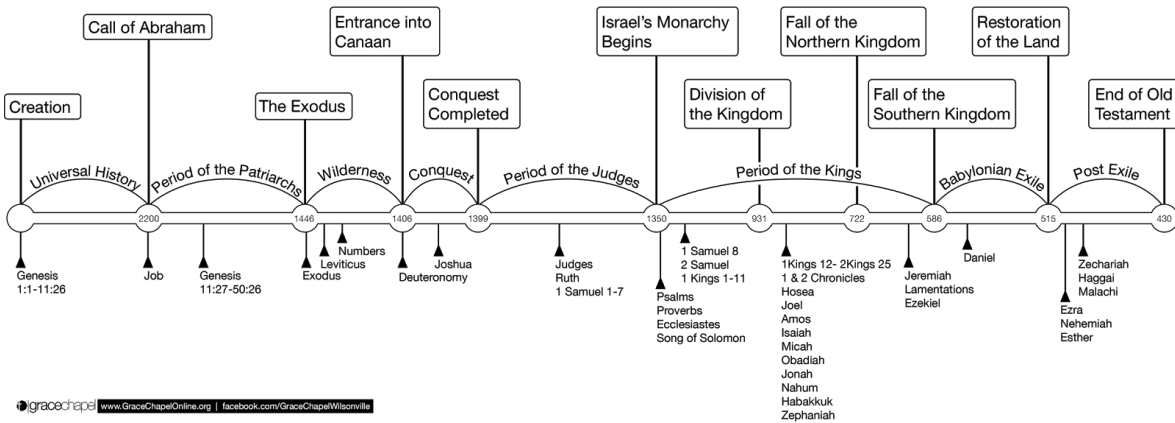 Call of Abraham
Entrance into
Canaan
Israel's Monarchy
Begins
Fall of the
Northern Kingdom
Restoration
of the Land
Creation
The Exodus
Conquest
Completed
Division of
the Kingdom
Fall of the
Southern Kingdom
End of Old
Testament
Universal History
Period of the Patriarchs
Wilderness
Conquest
Period of the Judges
Period of the Kings
Babylonian Exile
Post Exile
2200
1446
1406
1399
1350
931
722
586
515
430
Genesis
1:1-11:26
Job
Genesis
11:27-50:26
Exodus
Leviticus
Numbers
Deuteronomy
Joshua
Judges
Ruth
1 Samuel 1-7
Psalms
Proverbs
Ecclesiastes
Song of Solomon
1 Samuel 8
2 Samuel
1 Kings 1-11
1Kings 12- 2Kings 25
1 & 2 Chronicles
Hosea
Joel
Amos
Isaiah
Micah
Obadiah
Jonah
Nahum
Habakkuk
Zephaniah
Jeremiah
Lamentations
Ezekiel
Daniel
Ezra
Nehemiah
Esther
Zechariah
Haggai
Malachi
gracechapel www.GraceChapelOnline.org | facebook.com/GraceChapelWilsonville